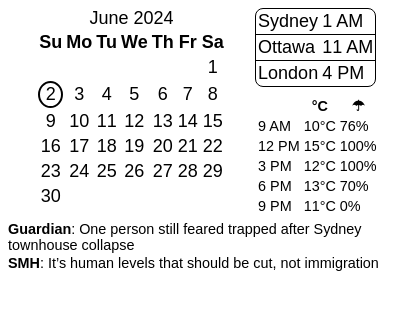 June 2024
Su Mo Tu We Th Fr Sa
1
2 3 4 5 6 7 8
9 10 11 12 13 14 15
16 17 18 19 20 21 22
23 24 25 26 27 28 29
30
Sydney 1 AM
Ottawa 11 AM
London 4 PM
°C ☂
9 AM 10°C 76%
12 PM 15°C 100%
3 PM 12°C 100%
6 PM 13°C 70%
9 PM 11°C 0%
Guardian: One person still feared trapped after Sydney
townhouse collapse
SMH: It’s human levels that should be cut, not immigration